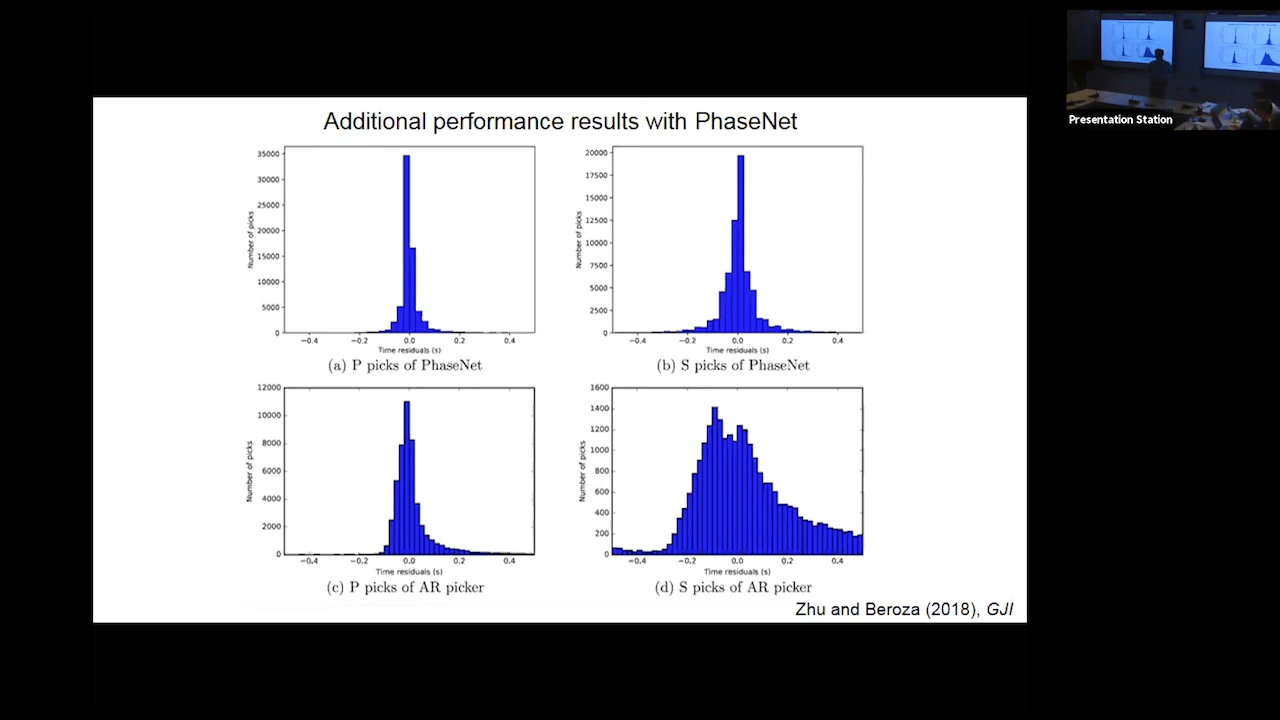 Additional performance results with PhaseNet
35000
30000
25000
20000
15000
10000
5000
0
Number of picks
−0.4 −0.2 0.0 0.2 0.4
Time residuals (s)
(a) P picks of PhaseNet
20000
17500
15000
12500
10000
7500
5000
2500
0
Number of picks
−0.4 −0.2 0.0 0.2 0.4
Time residuals (s)
(b) S picks of PhaseNet
12000
10000
8000
6000
4000
2000
0
Number of picks
−0.4 −0.2 0.0 0.2 0.4
Time residuals (s)
(c) P picks of AR picker
1600
1400
1200
1000
800
600
400
200
0
Number of picks
−0.4 −0.2 0.0 0.2 0.4
Time residuals (s)
(d) S picks of AR picker
Zhu and Beroza (2018), GJI
Presentation Station